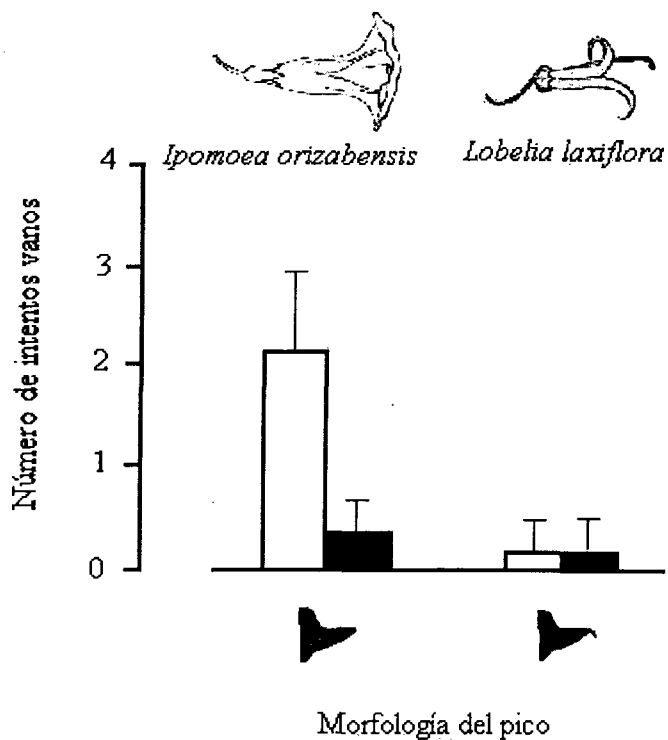 Ipomoea orizabensis Lobelia laxiflora
Número de intentos vanos
4
3
2
1
0
Morfología del pico